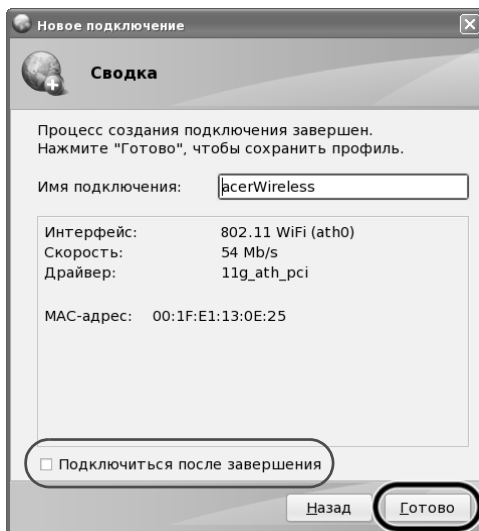 Новое подключение
Сводка
Процесс создания подключения завершен.
Нажмите "Готово", чтобы сохранить профиль.
Имя подключения: acerWireless
Интерфейс: 802.11 WiFi (ath0)
Скорость: 54 Mb/s
Драйвер: 11g_ath_pci
MAC-адрес: 00:1F:E1:13:0E:25
Подключиться после завершения
Назад Готово